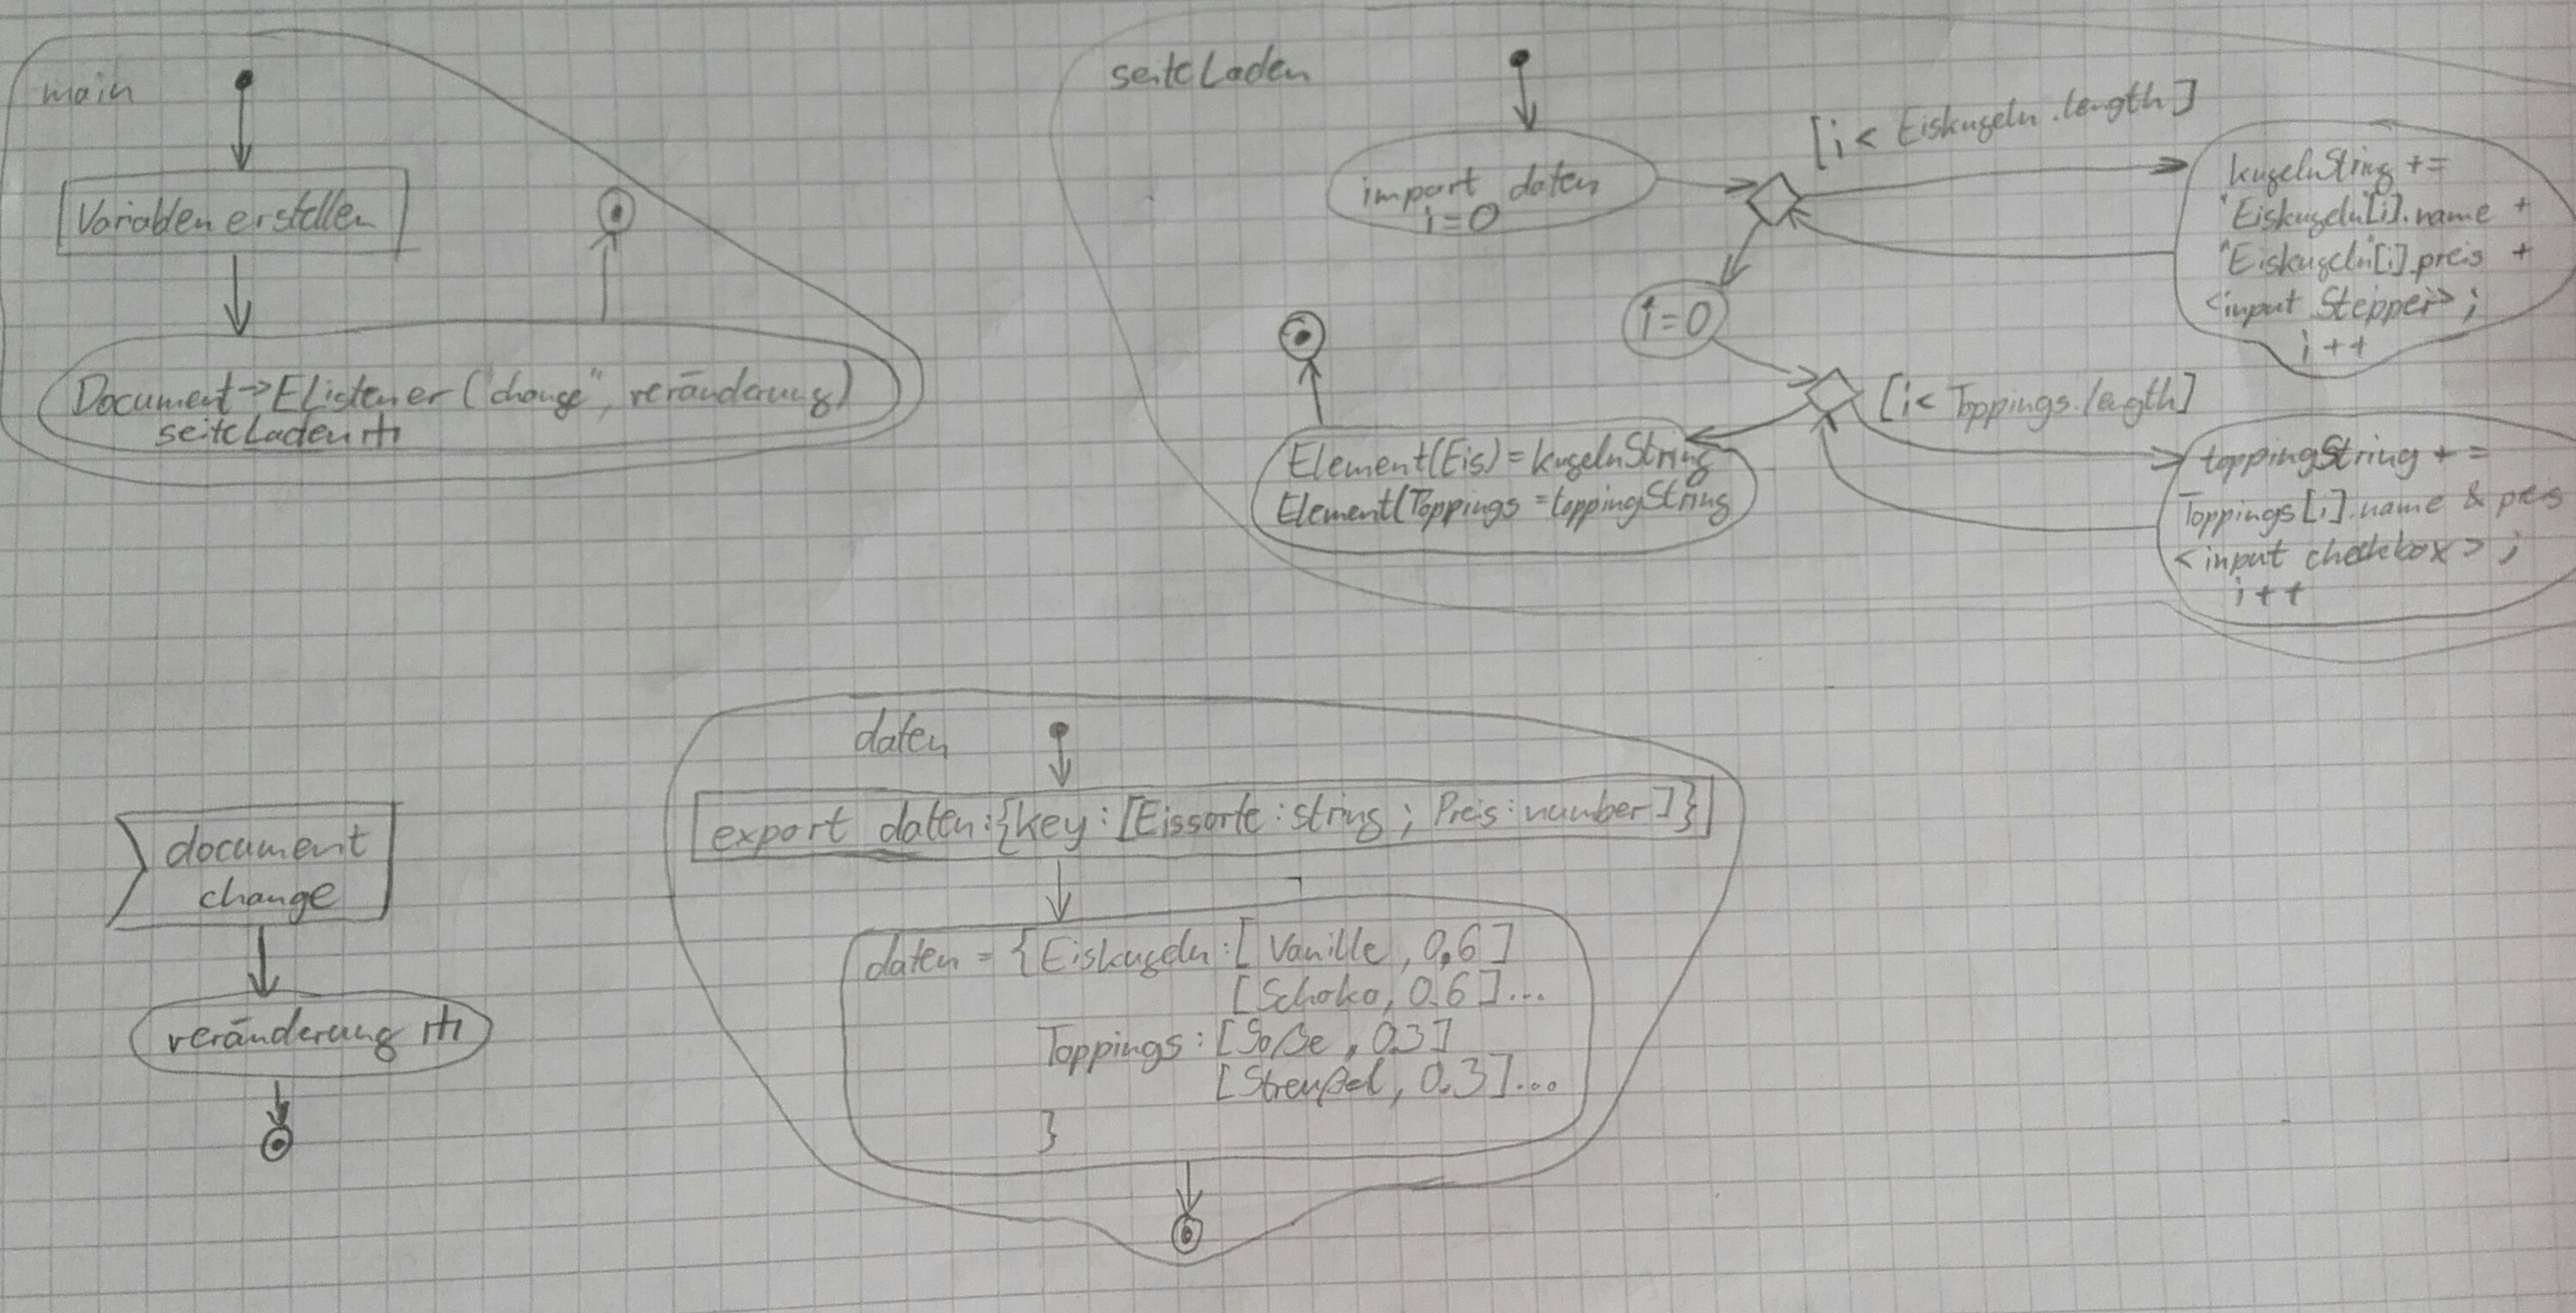 main
Variablen erstellen
Document→EListener ("change", veränderung)
seiteLaden
seiteLaden
import daten
i=0
[i < Eiskugeln.length]
kugelnString +=
"Eiskugeln[i].name +
"Eiskugeln"[i].preis +
<input Stepper> ;
i++
i=0
[i< Toppings.length]
toppingString + =
Toppings[i].name & preis
<input checkbox> ;
i++
Element(Eis)=kugelnString
Element(Toppings =toppingString
document
change
veränderung
daten
export daten:{key:[Eissorte:string ; Preis:number]}
daten = {Eiskugeln:[Vanille, 0,6]
[Schoko, 0.6]...
Toppings:[Soße, 0.3]
[Streußel, 0.3]...
}